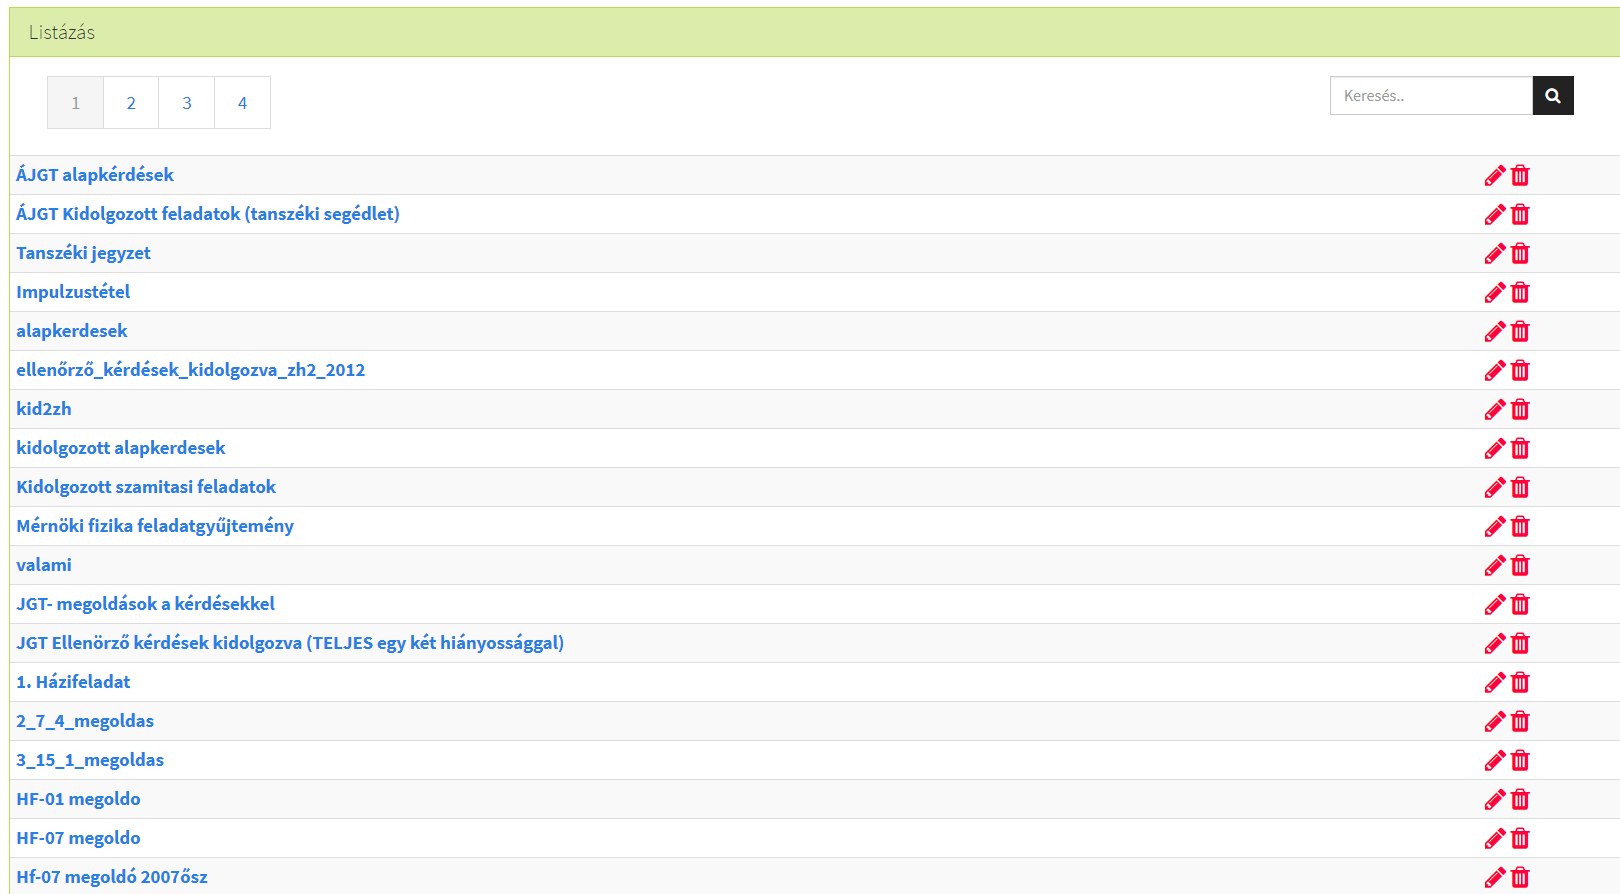 Listázás
1 2 3 4
Keresés..
ÁJGT alapkérdések
ÁJGT Kidolgozott feladatok (tanszéki segédlet)
Tanszéki jegyzet
Impulzustétel
alapkerdesek
ellenőrző_kérdések_kidolgozva_zh2_2012
kid2zh
kidolgozott alapkerdesek
Kidolgozott szamitasi feladatok
Mérnöki fizika feladatgyűjtemény
valami
JGT- megoldások a kérdésekkel
JGT Ellenörző kérdések kidolgozva (TELJES egy két hiányossággal)
1. Házifeladat
2_7_4_megoldas
3_15_1_megoldas
HF-01 megoldo
HF-07 megoldo
Hf-07 megoldó 2007ősz